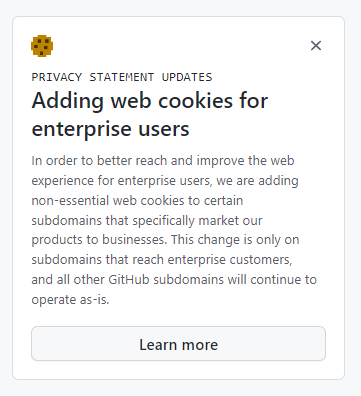 PRIVACY STATEMENT UPDATES
Adding web cookies for
enterprise users
In order to better reach and improve the web
experience for enterprise users, we are adding
non-essential web cookies to certain
subdomains that specifically market our
products to businesses. This change is only on
subdomains that reach enterprise customers,
and all other GitHub subdomains will continue to
operate as-is.
Learn more